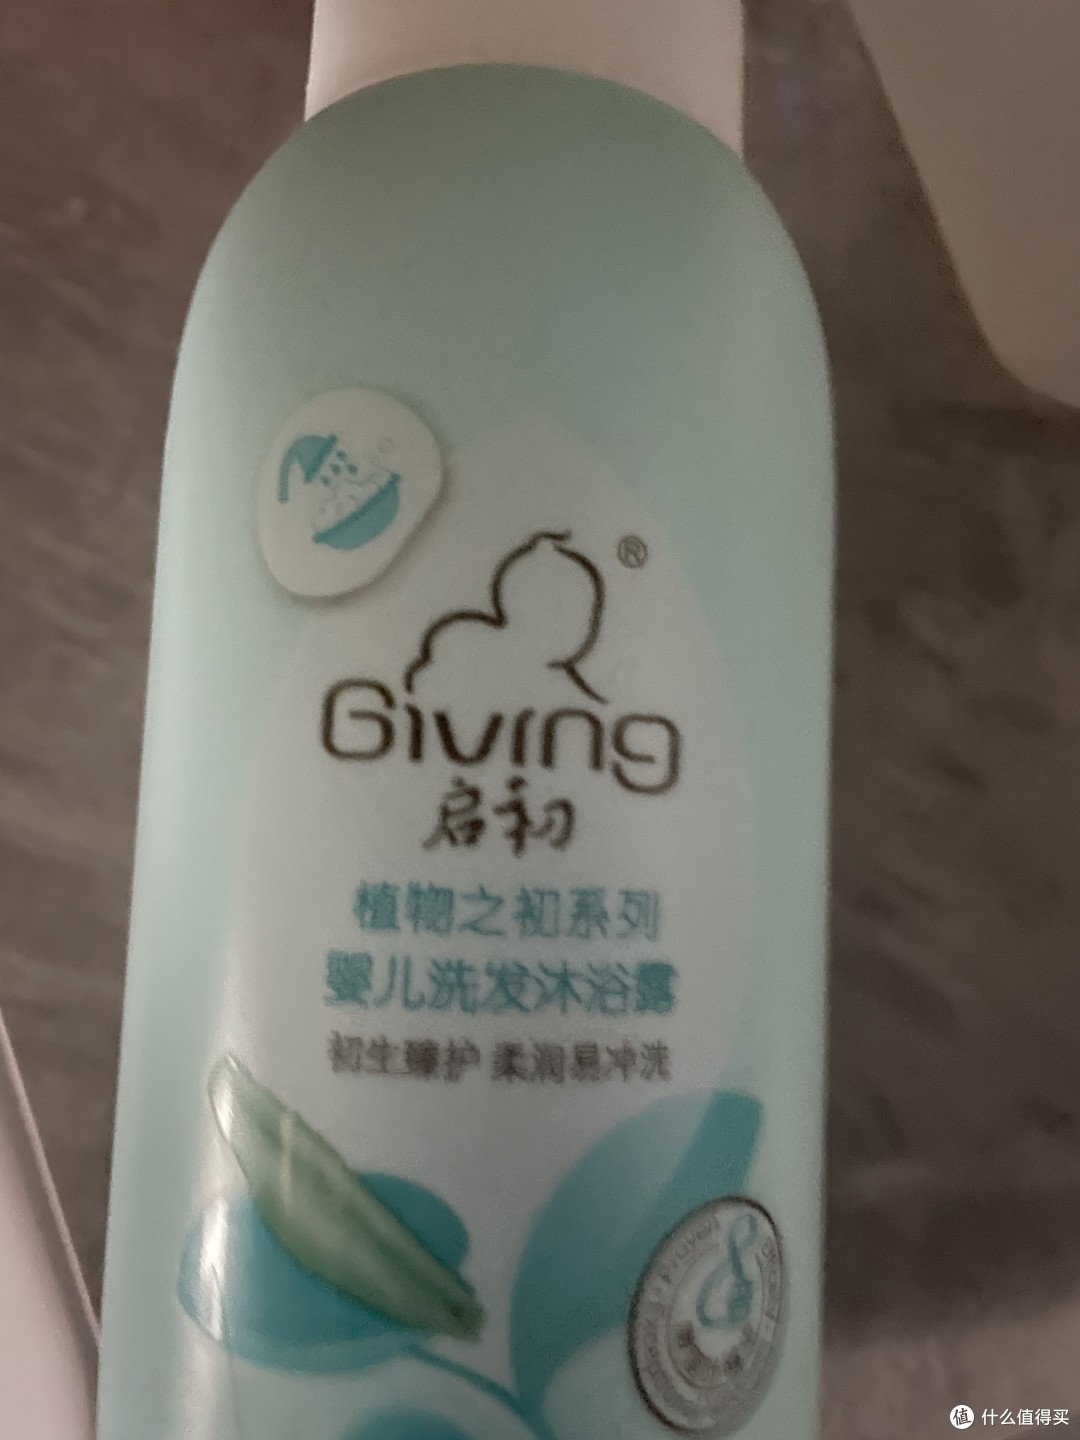 ®
Giving
启初
植物之初系列
婴儿洗发沐浴露
初生臻护 柔润易冲洗
值 什么值得买